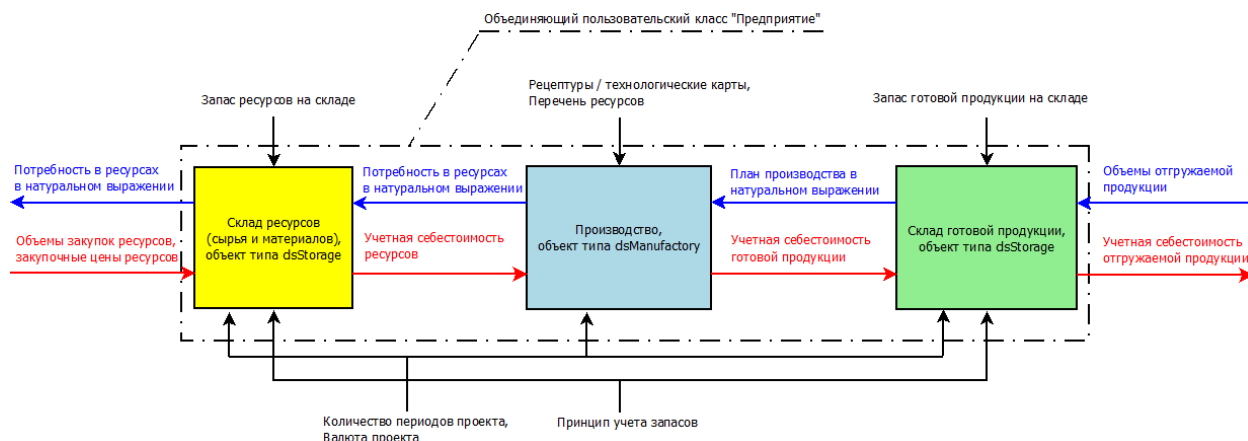 Объединяющий пользовательский класс "Предприятие"
Запас ресурсов на складе
Рецептуры / технологические карты,
Перечень ресурсов
Запас готовой продукции на складе
Потребность в ресурсах
в натуральном выражении
Потребность в ресурсах
в натуральном выражении
План производства в
натуральном выражении
Объемы отгружаемой
продукции
Склад ресурсов
(сырья и материалов),
объект типа dsStorage
Производство,
объект типа dsManufactory
Склад готовой продукции,
объект типа dsStorage
Объемы закупок ресурсов,
закупочные цены ресурсов
Учетная себестоимость
ресурсов
Учетная себестоимость
готовой продукции
Учетная себестоимость
отгружаемой продукции
Количество периодов проекта,
Валюта проекта
Принцип учета запасов